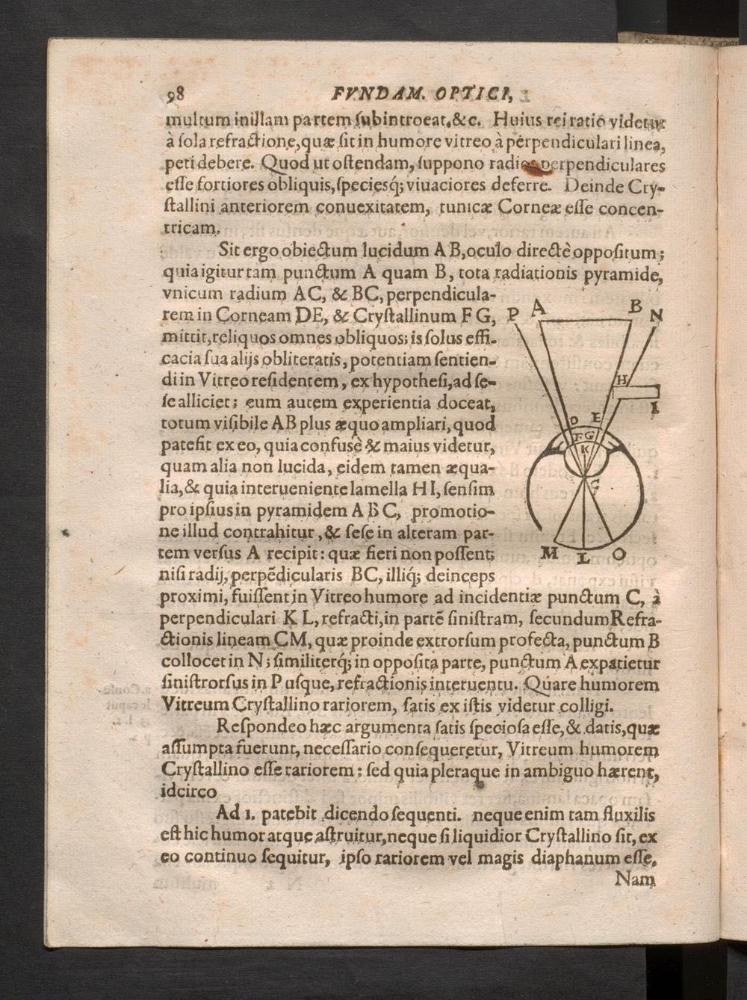 98 FVNDAM. OPTICI,
multum in illam partem ſubintroeat, &c. Huius rei ratio videtur
à ſola refractione, quæ ſit in humore vitreo à perpendiculari linea,
peti debere. Quod ut oſtendam, ſuppono radios perpendiculares
eſſe fortiores obliquis, ſpeciesq́; viuaciores deferre. Deinde Cry-
ſtallini anteriorem conuexitatem, tunicæ Corneæ eſſe concen-
tricam.
Sit ergo obiectum lucidum A B, oculo directè oppoſitum;
quia igitur tam punctum A quam B, tota radiationis pyramide,
vnicum radium AC, & BC, perpendicula-
rem in Corneam DE, & Cryſtallinum F G,
mittit, reliquos omnes obliquos; is ſolus effi-
cacia ſua alijs obliteratis, potentiam ſentien-
di in Vitreo reſidentem, ex hypotheſi, ad ſe-
ſe alliciet; eum autem experientia doceat,
totum viſibile AB plus æquo ampliari, quod
patefit ex eo, quia confusè & maius videtur,
quam alia non lucida, eidem tamen æqua-
lia, & quia interueniente lamella H I, ſenſim
pro ipſius in pyramidem A B C, promotio-
ne illud contrahitur, & ſeſe in alteram par-
tem verſus A recipit: quæ fieri non poſſent,
niſi radij, perpẽdicularis BC, illiq́; deinceps
proximi, fuiſſent in Vitreo humore ad incidentiæ punctum C, à
perpendiculari K L, refracti, in partẽ ſiniſtram, ſecundum Refra-
ctionis lineam CM, quæ proinde extrorſum profecta, punctum B
collocet in N; ſimiliterq́; in oppoſita parte, punctum A expatietur
ſiniſtrorſus in P uſque, refractionis interuentu. Quare humorem
Vitreum Cryſtallino rariorem, ſatis ex iſtis videtur colligi.
Reſpondeo hæc argumenta ſatis ſpecioſa eſſe, & datis, quæ
aſſumpta fuerunt, neceſſario conſequeretur, Vitreum humorem
Cryſtallino eſſe rariorem: ſed quia pleraque in ambiguo hærent,
idcirco
Ad 1. patebit dicendo ſequenti. neque enim tam fluxilis
eſt hic humor atque aſtruitur, neque ſi liquidior Cryſtallino ſit, ex
eo continuo ſequitur, ipſo rariorem vel magis diaphanum eſſe,
Nam
P A B N
H
I
D E
F G
K
C
M L O